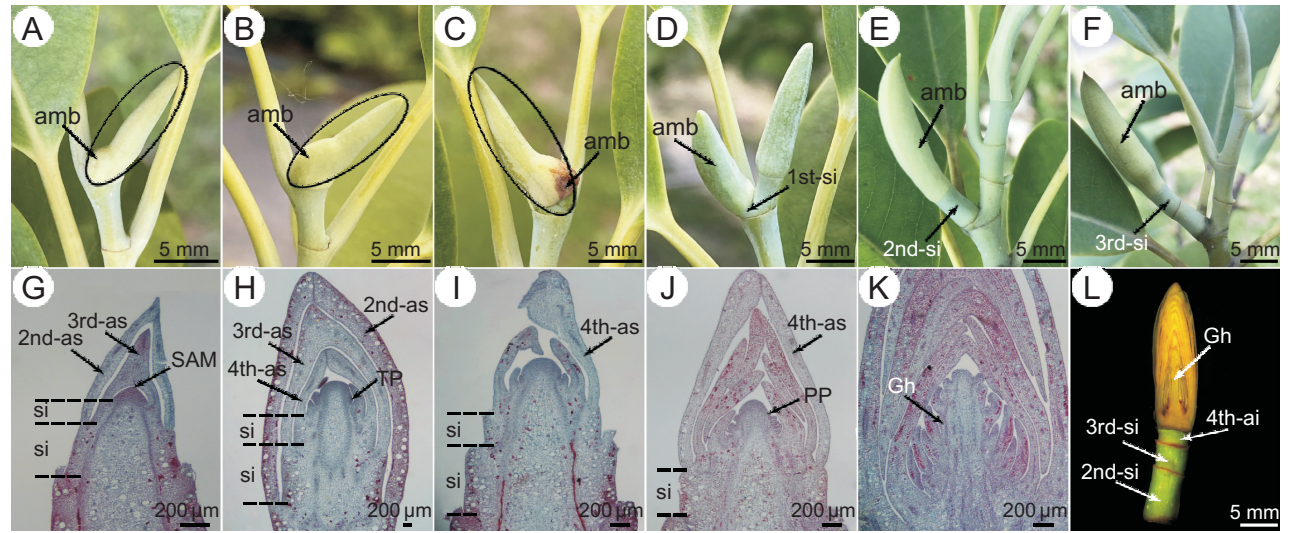 A
amb
5 mm
B
amb
5 mm
C
amb
5 mm
D
amb
1st-si
5 mm
E
amb
2nd-si
5 mm
F
amb
3rd-si
5 mm
G
3rd-as
2nd-as
SAM
si
si
200 µm
H
2nd-as
3rd-as
4th-as
TP
si
si
200 µm
I
4th-as
si
si
200 µm
J
4th-as
PP
si
200 µm
K
Gh
200 µm
L
Gh
4th-ai
3rd-si
2nd-si
5 mm